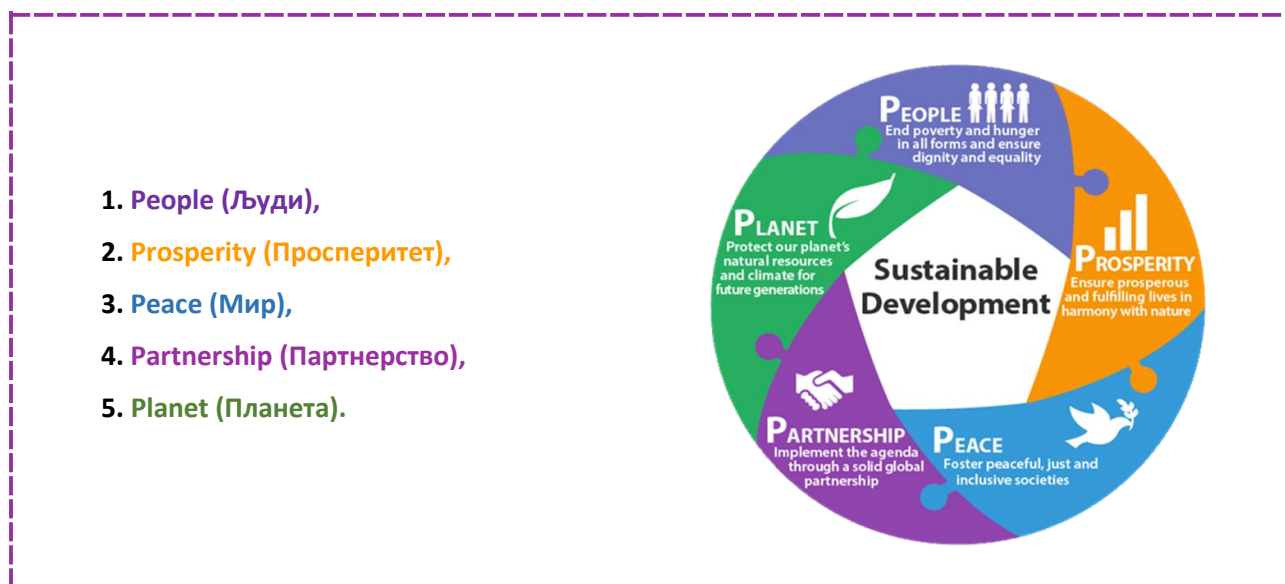 1. People (Људи),
2. Prosperity (Просперитет),
3. Peace (Мир),
4. Partnership (Партнерство),
5. Planet (Планета).
PEOPLE
End poverty and hunger
in all forms and ensure
dignity and equality
PROSPERITY
Ensure prosperous
and fulfilling lives in
harmony with nature
PEACE
Foster peaceful, just and
inclusive societies
PARTNERSHIP
Implement the agenda
through a solid global
partnership
PLANET
Protect our planet's
natural resources
and climate for
future generations
Sustainable
Development